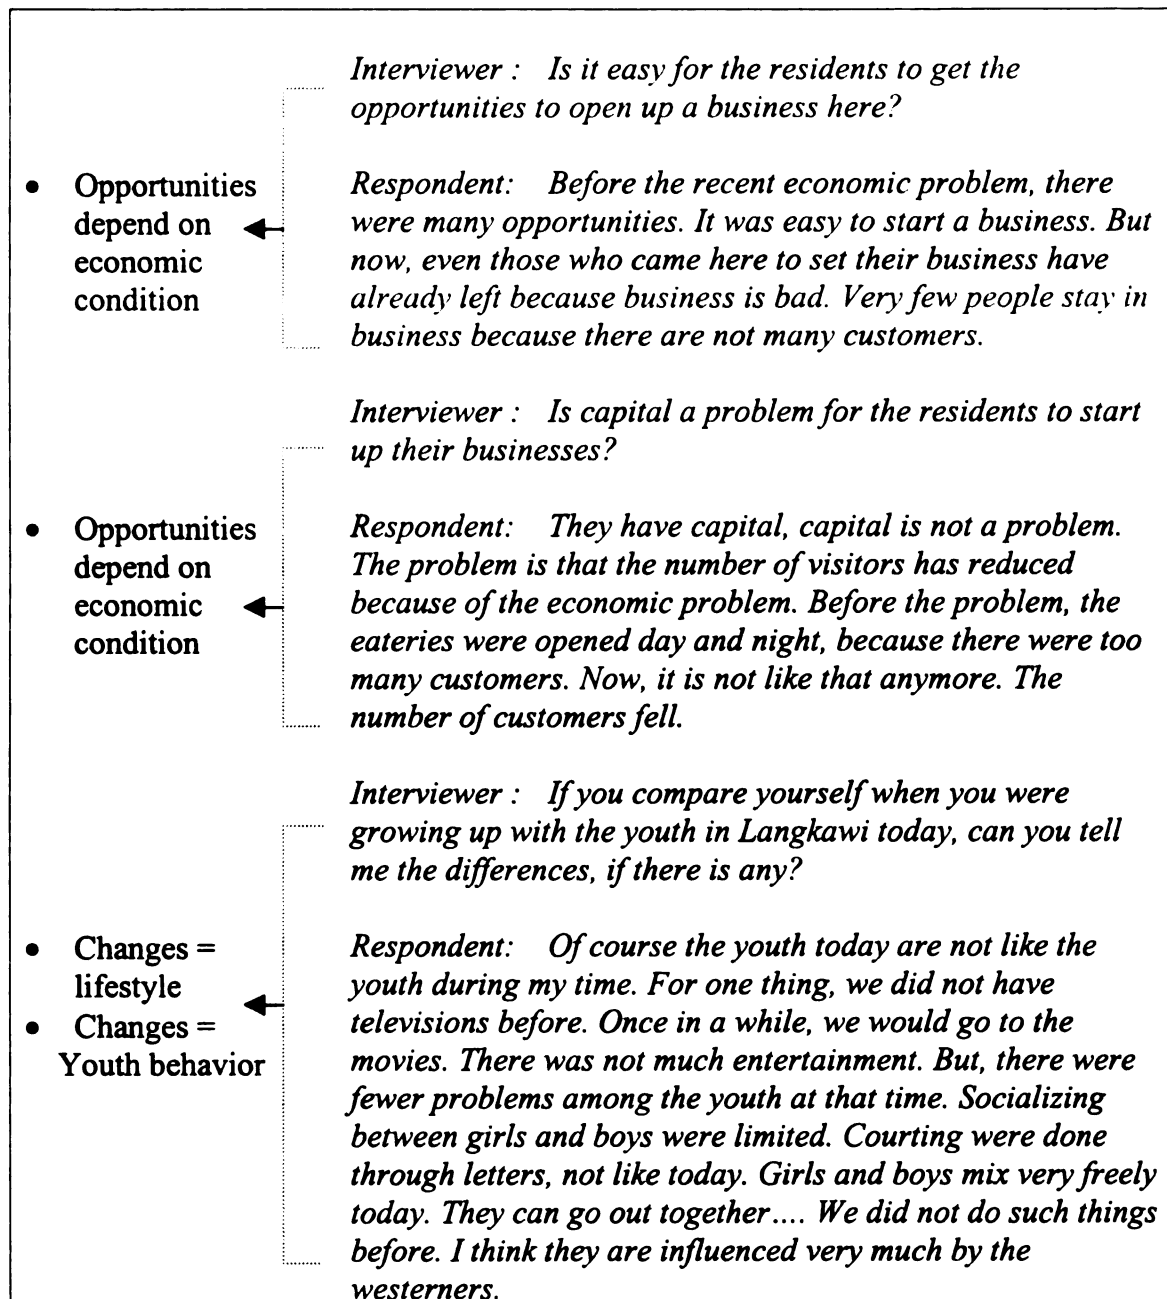 Interviewer : Is it easy for the residents to get the
opportunities to open up a business here?
• Opportunities
depend on
economic
condition
Respondent: Before the recent economic problem, there
were many opportunities. It was easy to start a business. But
now, even those who came here to set their business have
already left because business is bad. Very few people stay in
business because there are not many customers.
Interviewer : Is capital a problem for the residents to start
up their businesses?
• Opportunities
depend on
economic
condition
Respondent: They have capital, capital is not a problem.
The problem is that the number of visitors has reduced
because of the economic problem. Before the problem, the
eateries were opened day and night, because there were too
many customers. Now, it is not like that anymore. The
number of customers fell.
Interviewer : If you compare yourself when you were
growing up with the youth in Langkawi today, can you tell
me the differences, if there is any?
• Changes =
lifestyle
• Changes =
Youth behavior
Respondent: Of course the youth today are not like the
youth during my time. For one thing, we did not have
televisions before. Once in a while, we would go to the
movies. There was not much entertainment. But, there were
fewer problems among the youth at that time. Socializing
between girls and boys were limited. Courting were done
through letters, not like today. Girls and boys mix very freely
today. They can go out together.... We did not do such things
before. I think they are influenced very much by the
westerners.